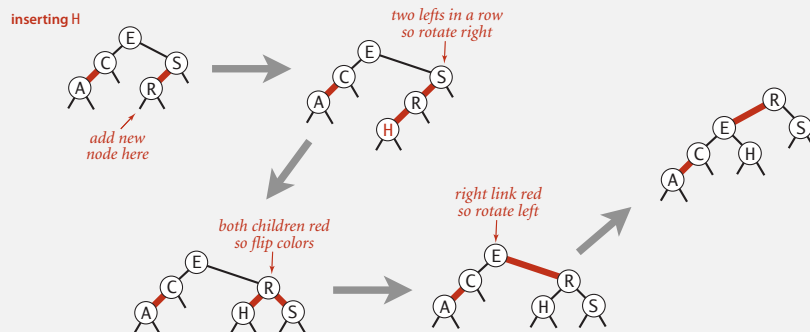 inserting H
E
C
S
A
R
add new
node here
two lefts in a row
so rotate right
E
C
S
A
R
H
both children red
so flip colors
E
C
R
A
H
S
right link red
so rotate left
E
C
R
A
H
S
R
E
S
C
H
A